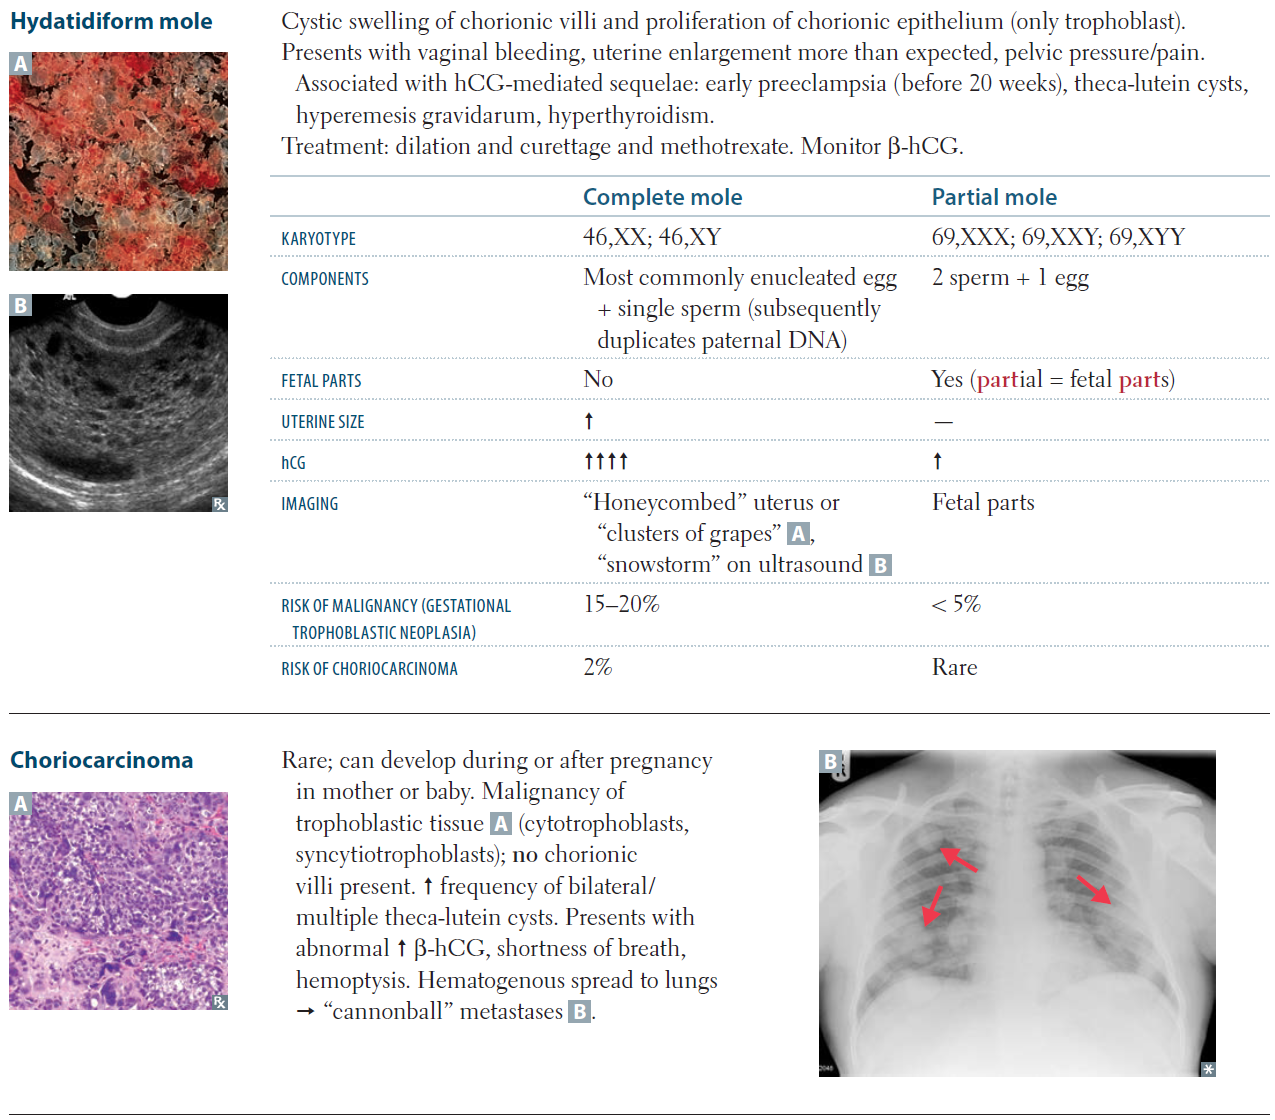 Hydatidiform mole
A
B
ATL
℞
Cystic swelling of chorionic villi and proliferation of chorionic epithelium (only trophoblast).
Presents with vaginal bleeding, uterine enlargement more than expected, pelvic pressure/pain.
Associated with hCG-mediated sequelae: early preeclampsia (before 20 weeks), theca-lutein cysts,
hyperemesis gravidarum, hyperthyroidism.
Treatment: dilation and curettage and methotrexate. Monitor β-hCG.
Complete mole Partial mole
KARYOTYPE 46,XX; 46,XY 69,XXX; 69,XXY; 69,XYY
COMPONENTS Most commonly enucleated egg 2 sperm + 1 egg
+ single sperm (subsequently
duplicates paternal DNA)
FETAL PARTS No Yes (partial = fetal parts)
UTERINE SIZE ↑ —
hCG ↑↑↑↑ ↑
IMAGING “Honeycombed” uterus or Fetal parts
“clusters of grapes” A,
“snowstorm” on ultrasound B
RISK OF MALIGNANCY (GESTATIONAL 15–20% < 5%
TROPHOBLASTIC NEOPLASIA)
RISK OF CHORIOCARCINOMA 2% Rare
Choriocarcinoma
A
℞
Rare; can develop during or after pregnancy
in mother or baby. Malignancy of
trophoblastic tissue A (cytotrophoblasts,
syncytiotrophoblasts); no chorionic
villi present. ↑ frequency of bilateral/
multiple theca-lutein cysts. Presents with
abnormal ↑ β-hCG, shortness of breath,
hemoptysis. Hematogenous spread to lungs
→ “cannonball” metastases B.
B
*